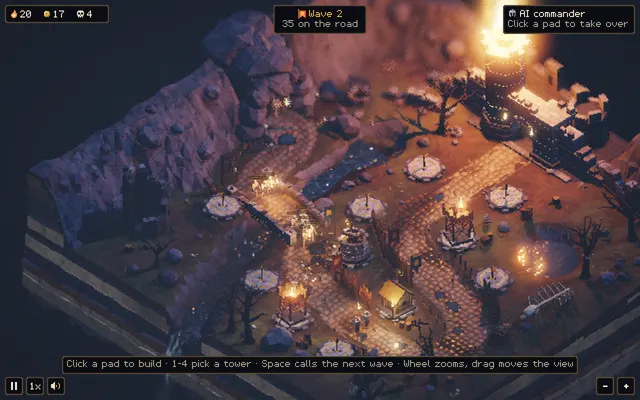 20 17 4
Wave 2
35 on the road
AI commander
Click a pad to take over
Click a pad to build · 1-4 pick a tower · Space calls the next wave · Wheel zooms, drag moves the view
1x
- +